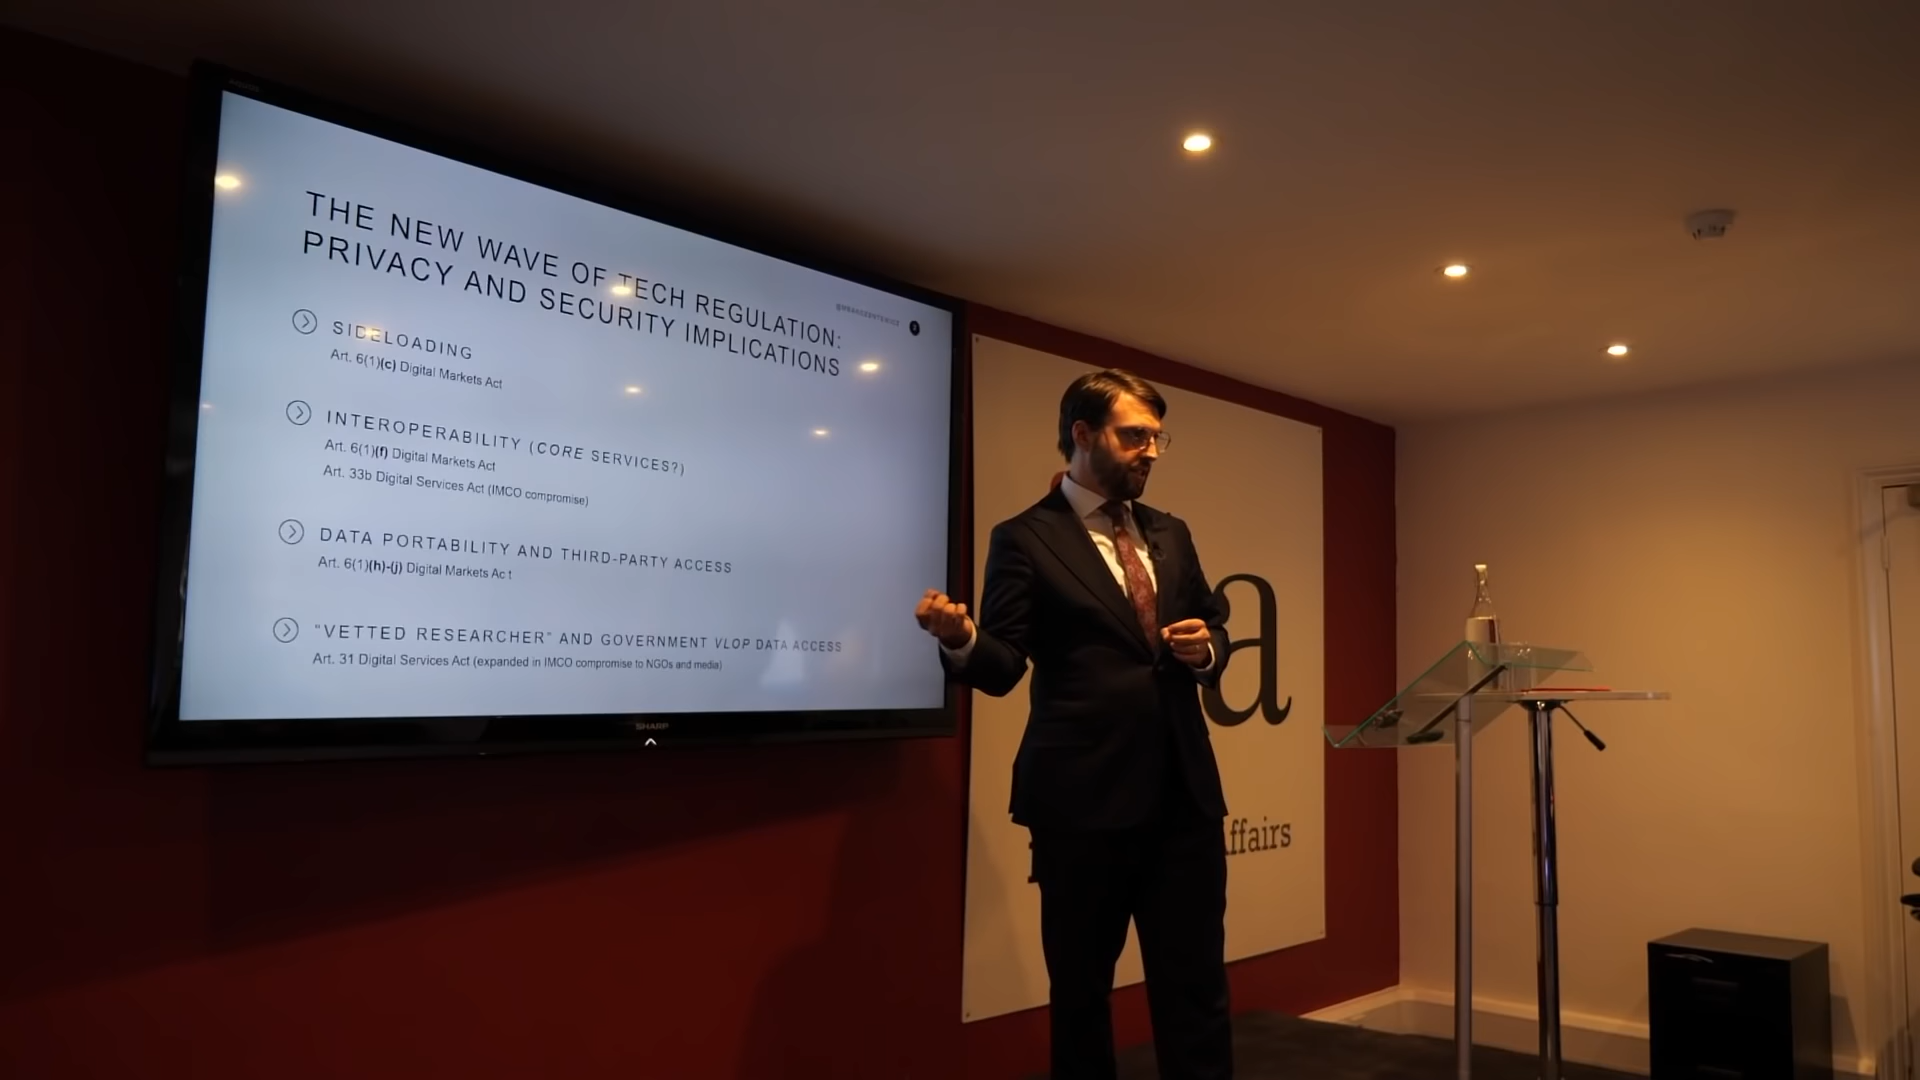 THE NEW WAVE OF TECH REGULATION:
PRIVACY AND SECURITY IMPLICATIONS
SIDELOADING
Art. 6(1)(c) Digital Markets Act
INTEROPERABILITY (CORE SERVICES?)
Art. 6(1)(f) Digital Markets Act
Art. 33b Digital Services Act (IMCO compromise)
DATA PORTABILITY AND THIRD-PARTY ACCESS
Art. 6(1)(h)-(j) Digital Markets Ac t
"VETTED RESEARCHER" AND GOVERNMENT VLOP DATA ACCESS
Art. 31 Digital Services Act (expanded in IMCO compromise to NGOs and media)
SHARP
a
ffairs